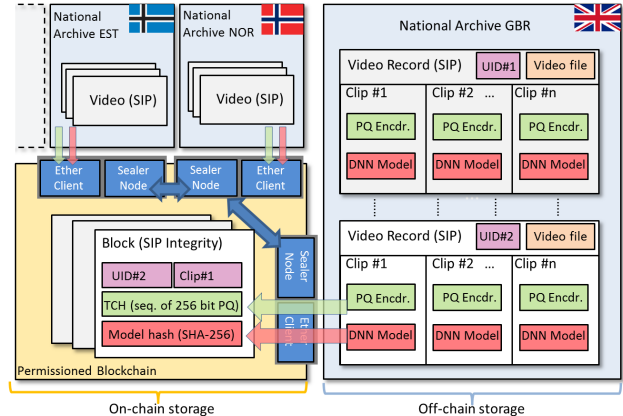 National
Archive EST
National
Archive NOR
National Archive GBR
Video (SIP)
Video (SIP)
Video Record (SIP)
UID#1
Video file
Clip #1
Clip #2 ...
Clip #n
PQ Encdr.
PQ Encdr.
PQ Encdr.
DNN Model
DNN Model
DNN Model
Ether
Client
Sealer
Node
Sealer
Node
Ether
Client
Video Record (SIP)
UID#2
Video file
Clip #1
Clip #2 ...
Clip #n
PQ Encdr.
PQ Encdr.
PQ Encdr.
DNN Model
DNN Model
DNN Model
Block (SIP Integrity)
UID#2
Clip#1
TCH (seq. of 256 bit PQ)
Model hash (SHA-256)
Sealer
Node
Ether
Client
Permissioned Blockchain
On-chain storage
Off-chain storage